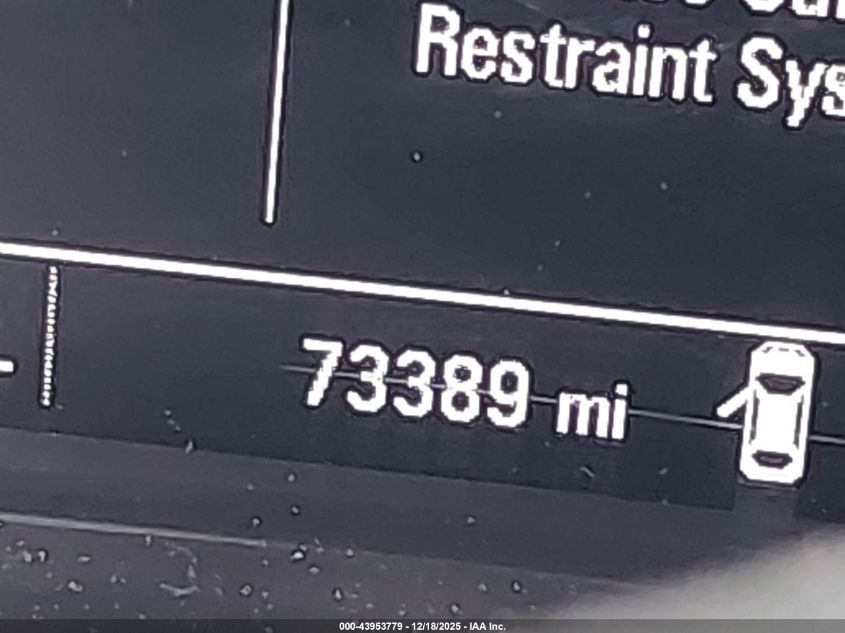 Restraint Sys
73389 mi
000-43953779 - 12/18/2025 - IAA Inc.